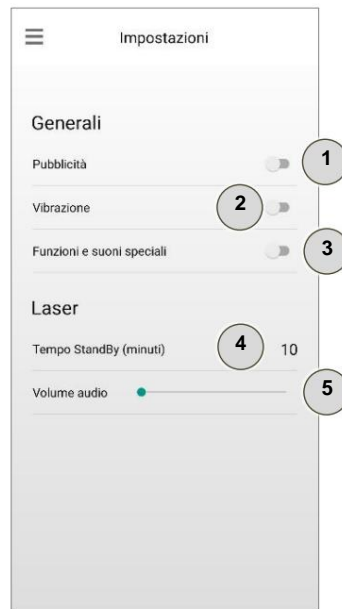 Impostazioni
Generali
Pubblicità 1
Vibrazione 2
Funzioni e suoni speciali 3
Laser
Tempo StandBy (minuti) 4 10
Volume audio 5